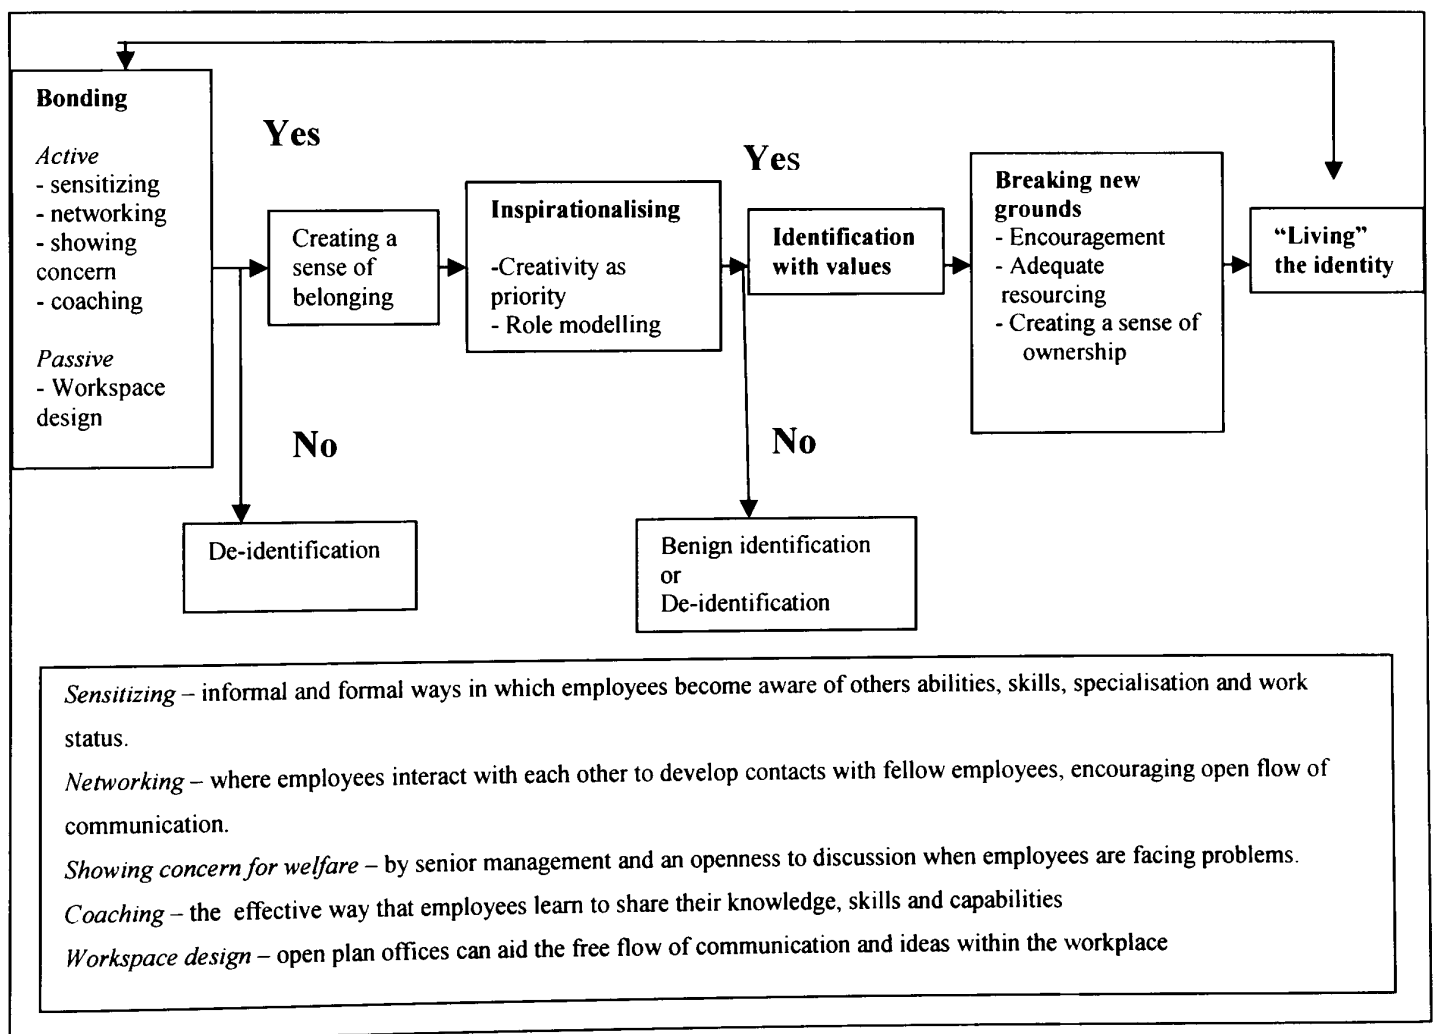 Bonding
Active
- sensitizing
- networking
- showing
concern
- coaching
Passive
- Workspace
design
Yes
No
De-identification
Creating a
sense of
belonging
Inspirationalising
-Creativity as
priority
- Role modelling
Yes
No
Benign identification
or
De-identification
Identification
with values
Breaking new
grounds
- Encouragement
- Adequate
resourcing
- Creating a sense of
ownership
“Living”
the identity
Sensitizing – informal and formal ways in which employees become aware of others abilities, skills, specialisation and work
status.
Networking – where employees interact with each other to develop contacts with fellow employees, encouraging open flow of
communication.
Showing concern for welfare – by senior management and an openness to discussion when employees are facing problems.
Coaching – the effective way that employees learn to share their knowledge, skills and capabilities
Workspace design – open plan offices can aid the free flow of communication and ideas within the workplace